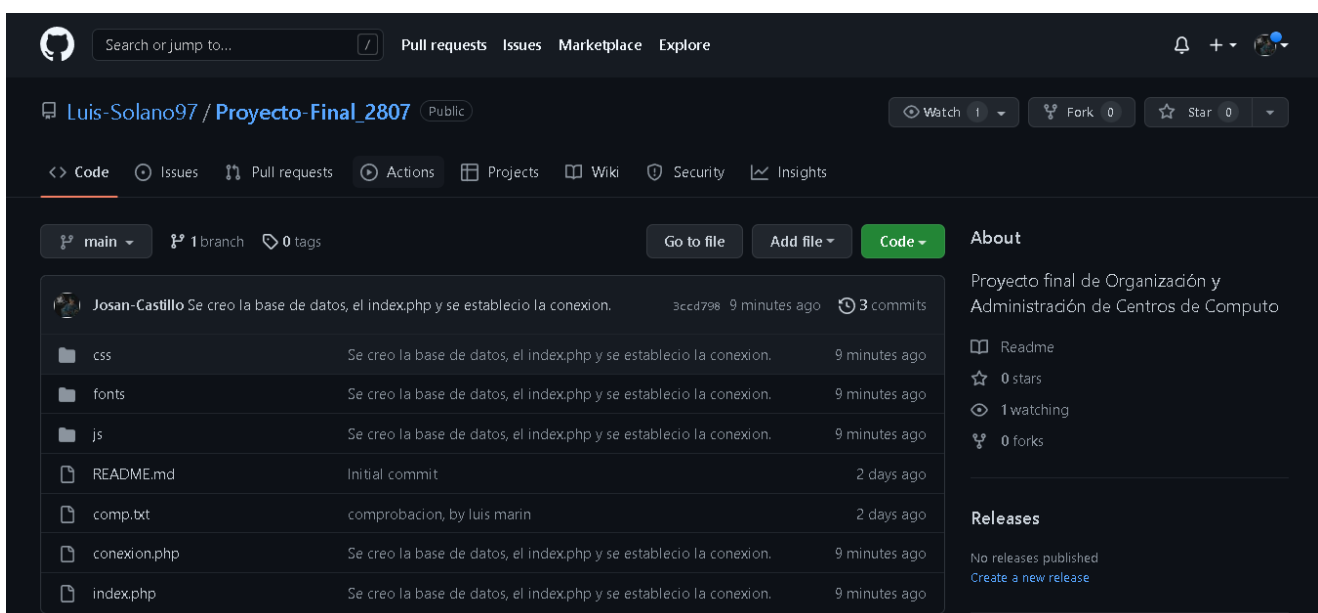 Search or jump to... / Pull requests Issues Marketplace Explore
Luis-Solano97 / Proyecto-Final_2807 Public
Watch 1 Fork 0 Star 0
Code Issues Pull requests Actions Projects Wiki Security Insights
main 1 branch 0 tags Go to file Add file Code
Josan-Castillo Se creo la base de datos, el index.php y se establecio la conexion. 3ccd798 9 minutes ago 3 commits
css Se creo la base de datos, el index.php y se establecio la conexion. 9 minutes ago
fonts Se creo la base de datos, el index.php y se establecio la conexion. 9 minutes ago
js Se creo la base de datos, el index.php y se establecio la conexion. 9 minutes ago
README.md Initial commit 2 days ago
comp.txt comprobacion, by luis marin 2 days ago
conexion.php Se creo la base de datos, el index.php y se establecio la conexion. 9 minutes ago
index.php Se creo la base de datos, el index.php y se establecio la conexion. 9 minutes ago
About
Proyecto final de Organización y
Administración de Centros de Computo
Readme
0 stars
1 watching
0 forks
Releases
No releases published
Create a new release